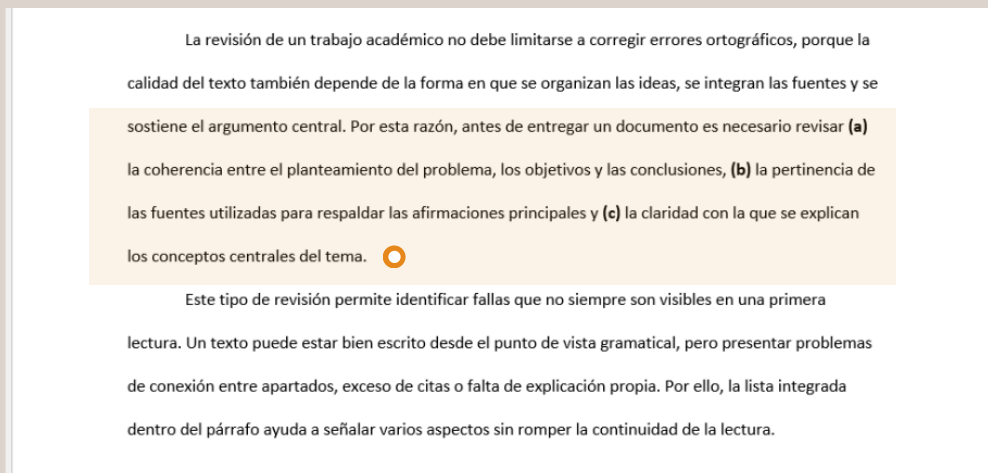 La revisión de un trabajo académico no debe limitarse a corregir errores ortográficos, porque la
calidad del texto también depende de la forma en que se organizan las ideas, se integran las fuentes y se
sostiene el argumento central. Por esta razón, antes de entregar un documento es necesario revisar (a)
la coherencia entre el planteamiento del problema, los objetivos y las conclusiones, (b) la pertinencia de
las fuentes utilizadas para respaldar las afirmaciones principales y (c) la claridad con la que se explican
los conceptos centrales del tema.
Este tipo de revisión permite identificar fallas que no siempre son visibles en una primera
lectura. Un texto puede estar bien escrito desde el punto de vista gramatical, pero presentar problemas
de conexión entre apartados, exceso de citas o falta de explicación propia. Por ello, la lista integrada
dentro del párrafo ayuda a señalar varios aspectos sin romper la continuidad de la lectura.